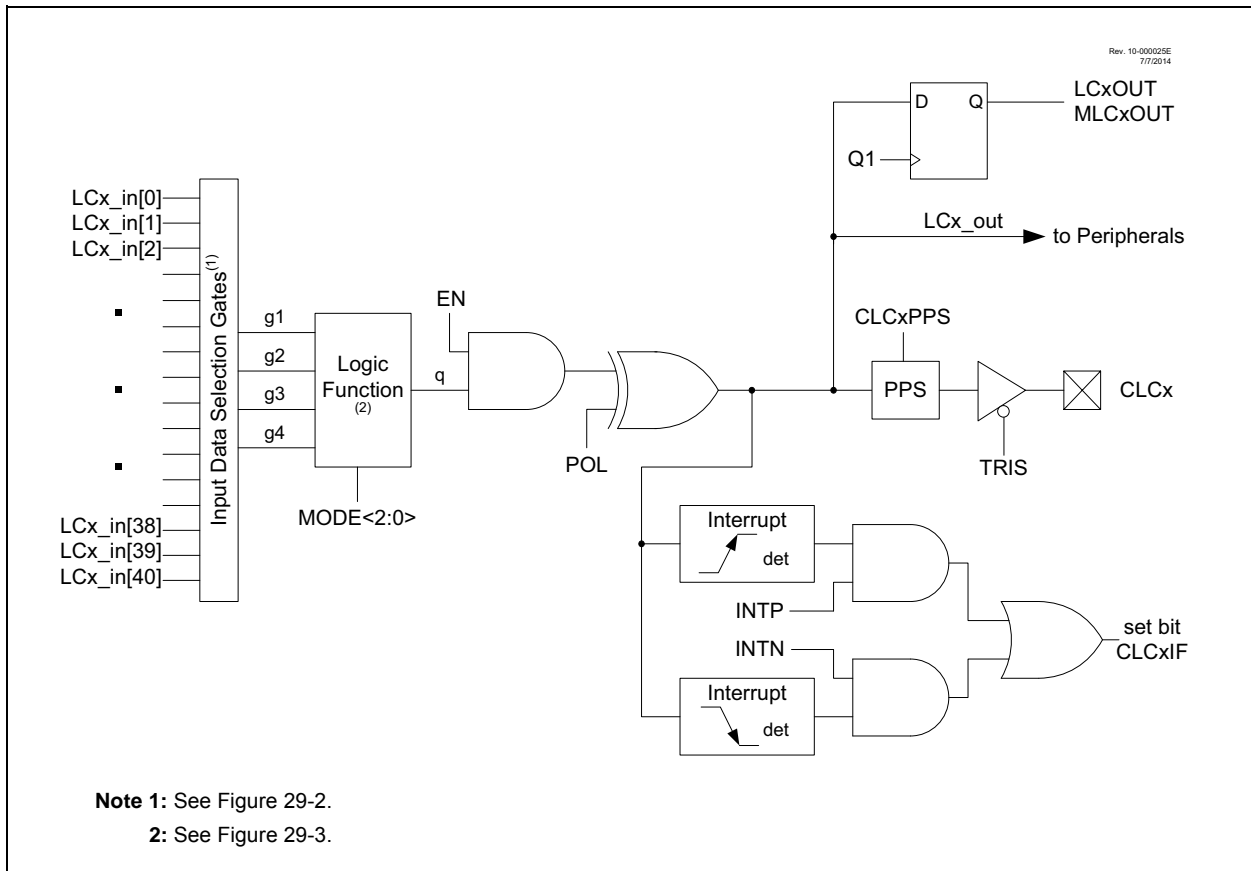 Rev. 10-000025E
7/7/2014
LCxOUT
MLCxOUT
D Q
Q1
LCx_out
to Peripherals
LCx_in[0]
LCx_in[1]
LCx_in[2]
LCx_in[38]
LCx_in[39]
LCx_in[40]
Input Data Selection Gates(1)
g1
g2
g3
g4
Logic
Function
(2)
MODE<2:0>
q
EN
POL
CLCxPPS
PPS
TRIS
CLCx
Interrupt
det
INTP
INTN
Interrupt
det
set bit
CLCxIF
Note 1: See Figure 29-2.
2: See Figure 29-3.